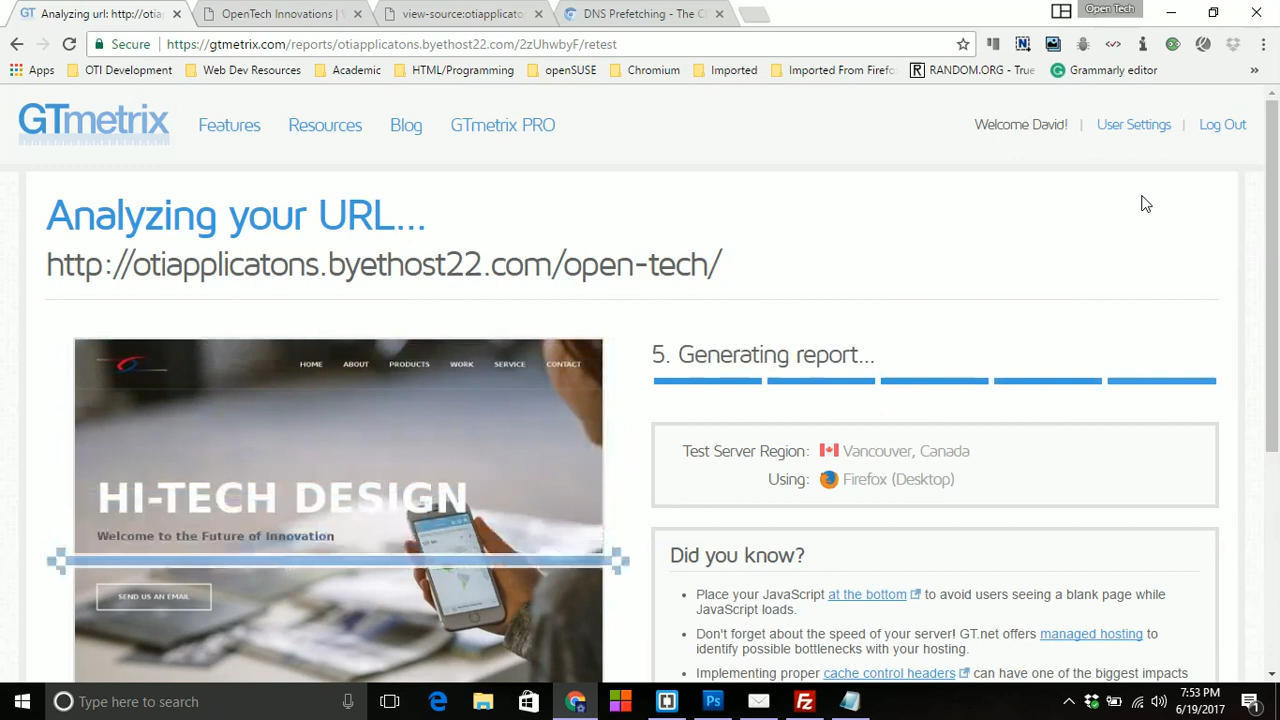 Analyzing url: http://otia
OpenTech Innovations | W
view-source:otiapplicato
DNS Prefetching - The C
Open Tech
Secure
https://gtmetrix.com/reports/otiapplicatons.byethost22.com/2zUhwbyF/retest
Apps
OTI Development
Web Dev Resources
Academic
HTML/Programming
openSUSE
Chromium
Imported
Imported From Firefo
RANDOM.ORG - True
Grammarly editor
GTmetrix
Features
Resources
Blog
GTmetrix PRO
Welcome David!
|
User Settings
|
Log Out
Analyzing your URL...
http://otiapplicatons.byethost22.com/open-tech/
HOME
ABOUT
PRODUCTS
WORK
SERVICE
CONTACT
HI-TECH DESIGN
Welcome to the Future of Innovation
SEND US AN EMAIL
5. Generating report...
Test Server Region: Vancouver, Canada
Using: Firefox (Desktop)
Did you know?
• Place your JavaScript at the bottom to avoid users seeing a blank page while
JavaScript loads.
• Don't forget about the speed of your server! GT.net offers managed hosting to
identify possible bottlenecks with your hosting.
• Implementing proper cache control headers can have one of the biggest impacts
Type here to search
7:53 PM
6/19/2017